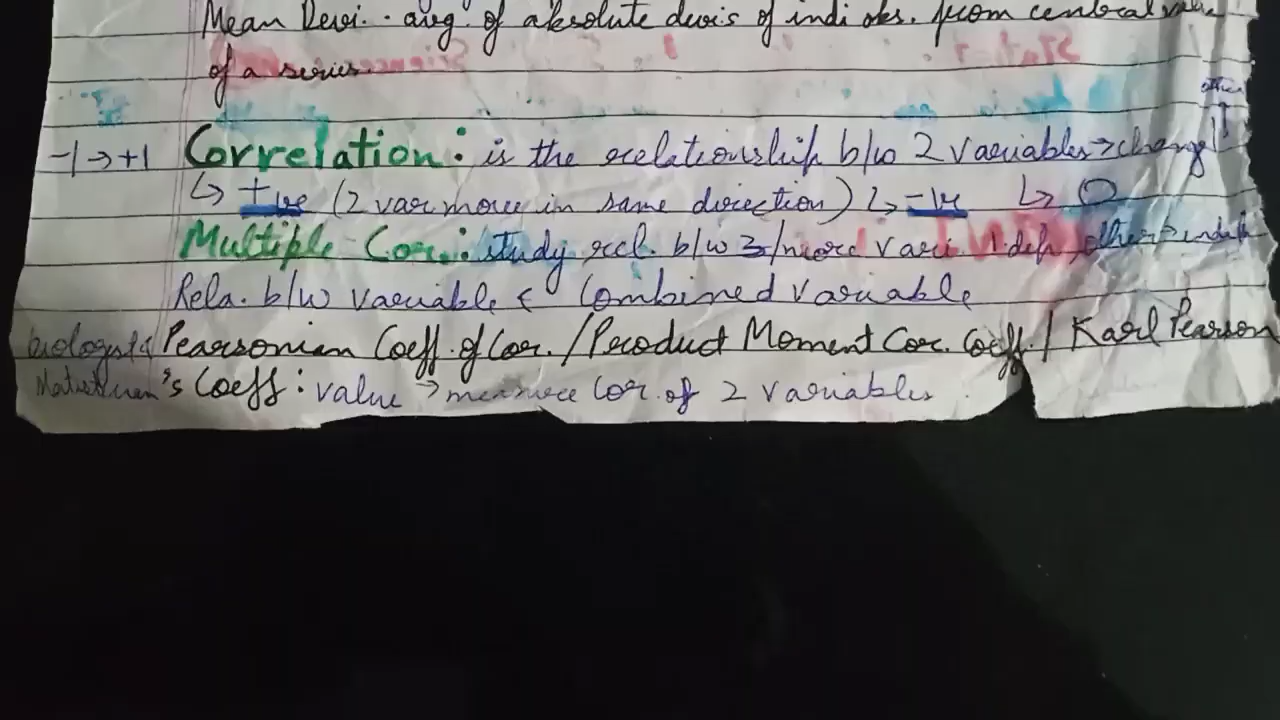 Mean Devi. - avg. of absolute devi's of indi obs. from central value
of a series.
other
-1 → +1 Correlation: is the relationship b/w 2 variables → change
↳ +ve (2 var move in same direction) ↳ -ve ↳ 0
Multiple Cor.: study rel. b/w 3/more vari. 1 dep, other indep
Rela. b/w variable & Combined variable
biologist & Pearsonian Coeff. of Cor. / Product Moment Cor. Coeff. / Karl Pearson
's Coeff: value → measure Cor. of 2 variables.